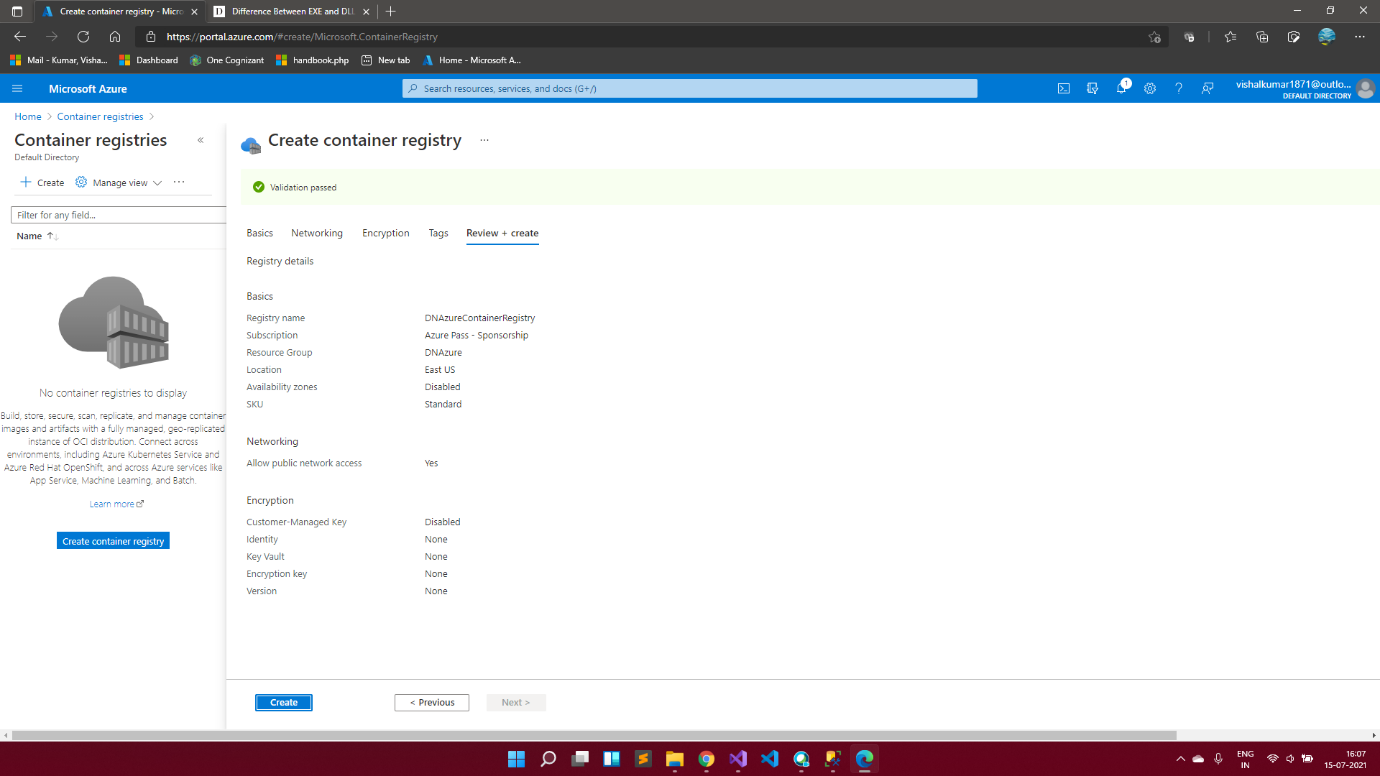 Create container registry - Micro
Difference Between EXE and DLL
https://portal.azure.com/#create/Microsoft.ContainerRegistry
Mail - Kumar, Visha...
Dashboard
One Cognizant
handbook.php
New tab
Home - Microsoft A...
Microsoft Azure
Search resources, services, and docs (G+/)
1
vishalkumar1871@outlo...
DEFAULT DIRECTORY
Home > Container registries >
Container registries «
Default Directory
+ Create
Manage view
...
Filter for any field...
Name ↑↓
No container registries to display
Build, store, secure, scan, replicate, and manage container
images and artifacts with a fully managed, geo-replicated
instance of OCI distribution. Connect across
environments, including Azure Kubernetes Service and
Azure Red Hat OpenShift, and across Azure services like
App Service, Machine Learning, and Batch.
Learn more
Create container registry
Create container registry ...
Validation passed
Basics Networking Encryption Tags Review + create
Registry details
Basics
Registry name DNAzureContainerRegistry
Subscription Azure Pass - Sponsorship
Resource Group DNAzure
Location East US
Availability zones Disabled
SKU Standard
Networking
Allow public network access Yes
Encryption
Customer-Managed Key Disabled
Identity None
Key Vault None
Encryption key None
Version None
Create
< Previous
Next >
ENG
IN
16:07
15-07-2021